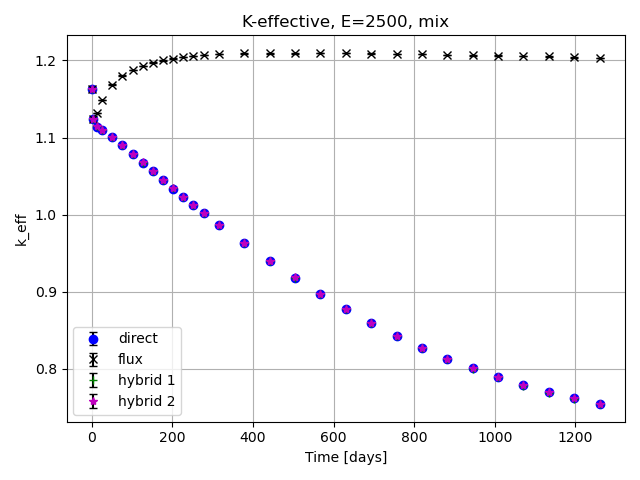 K-effective, E=2500, mix
k_eff
1.2
1.1
1.0
0.9
0.8
direct
flux
hybrid 1
hybrid 2
0 200 400 600 800 1000 1200
Time [days]